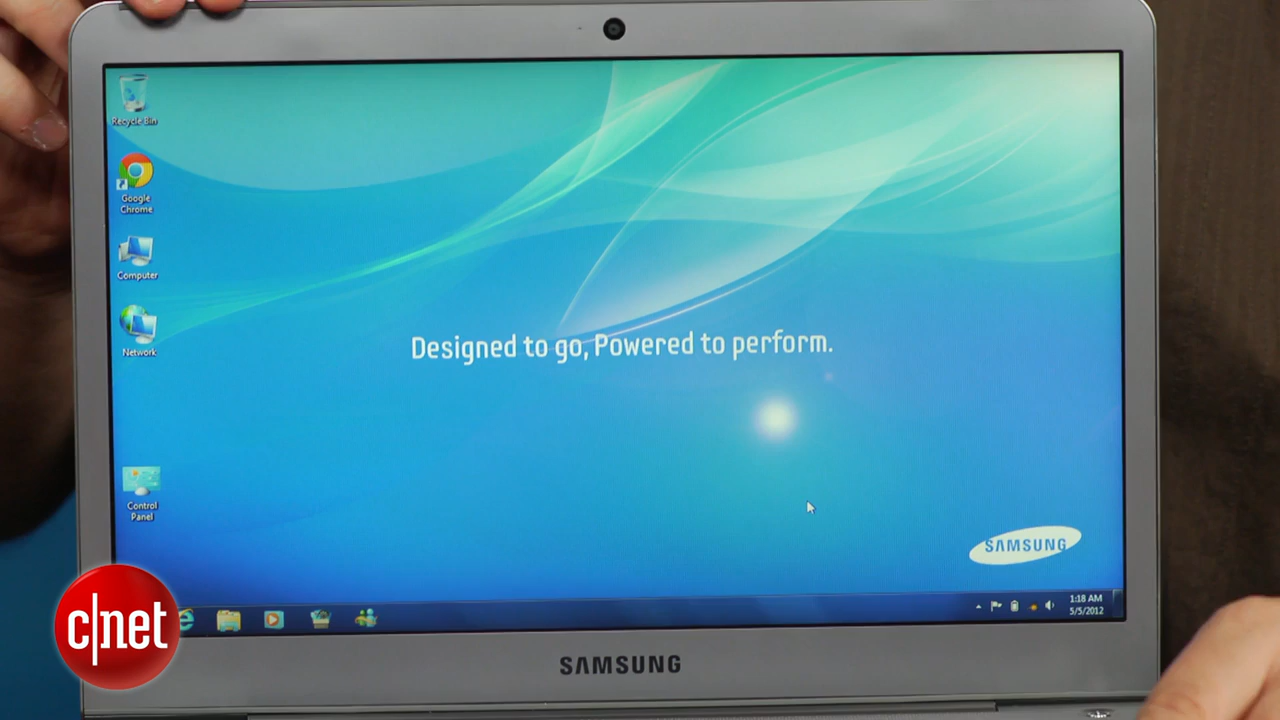 Recycle Bin
Google
Chrome
Computer
Network
Designed to go, Powered to perform.
Control
Panel
SAMSUNG
1:18 AM
5/5/2012
c|net
SAMSUNG